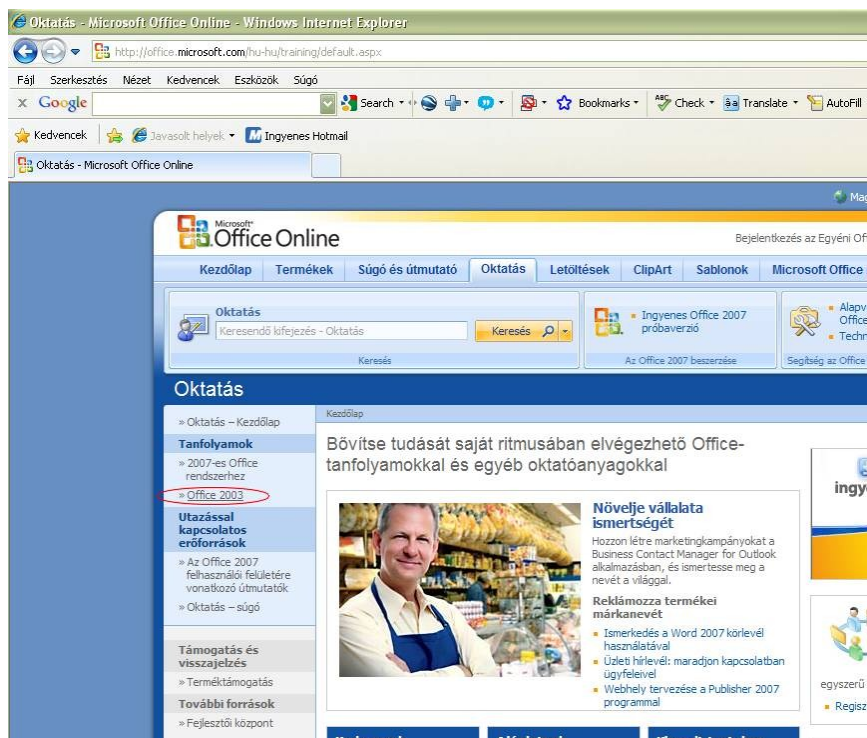 Oktatás - Microsoft Office Online - Windows Internet Explorer
http://office.microsoft.com/hu-hu/training/default.aspx
Fájl Szerkesztés Nézet Kedvencek Eszközök Súgó
x Google Search Bookmarks Check Translate AutoFill
Kedvencek Javasolt helyek Ingyenes Hotmail
Oktatás - Microsoft Office Online
Microsoft
Office Online
Bejelentkezés az Egyéni
Kezdőlap Termékek Súgó és útmutató Oktatás Letöltések ClipArt Sablonok Microsoft Office
Oktatás
Keresendő kifejezés - Oktatás
Keresés
Keresés
Ingyenes Office 2007
próbaverzió
Az Office 2007 beszerzése
Office
Segítség az Office
Oktatás
» Oktatás – Kezdőlap
Tanfolyamok
» 2007-es Office
rendszerhez
» Office 2003
Utazással
kapcsolatos
erőforrások
» Az Office 2007
felhasználói felületére
vonatkozó útmutatók
» Oktatás – súgó
Támogatás és
visszajelzés
» Terméktámogatás
További források
» Fejlesztői központ
Kezdőlap
Bővítse tudását saját ritmusában elvégezhető Office-
tanfolyamokkal és egyéb oktatóanyagokkal
Növelje vállalata
ismertségét
Hozzon létre marketingkampányokat a
Business Contact Manager for Outlook
alkalmazásban, és ismertesse meg a
nevét a világgal.
Reklámozza termékei
márkanevét
Ismerkedés a Word 2007 körlevél
használatával
Üzleti hírlevél: maradjon kapcsolatban
ügyfeleivel
Webhely tervezése a Publisher 2007
programmal
egyszerű